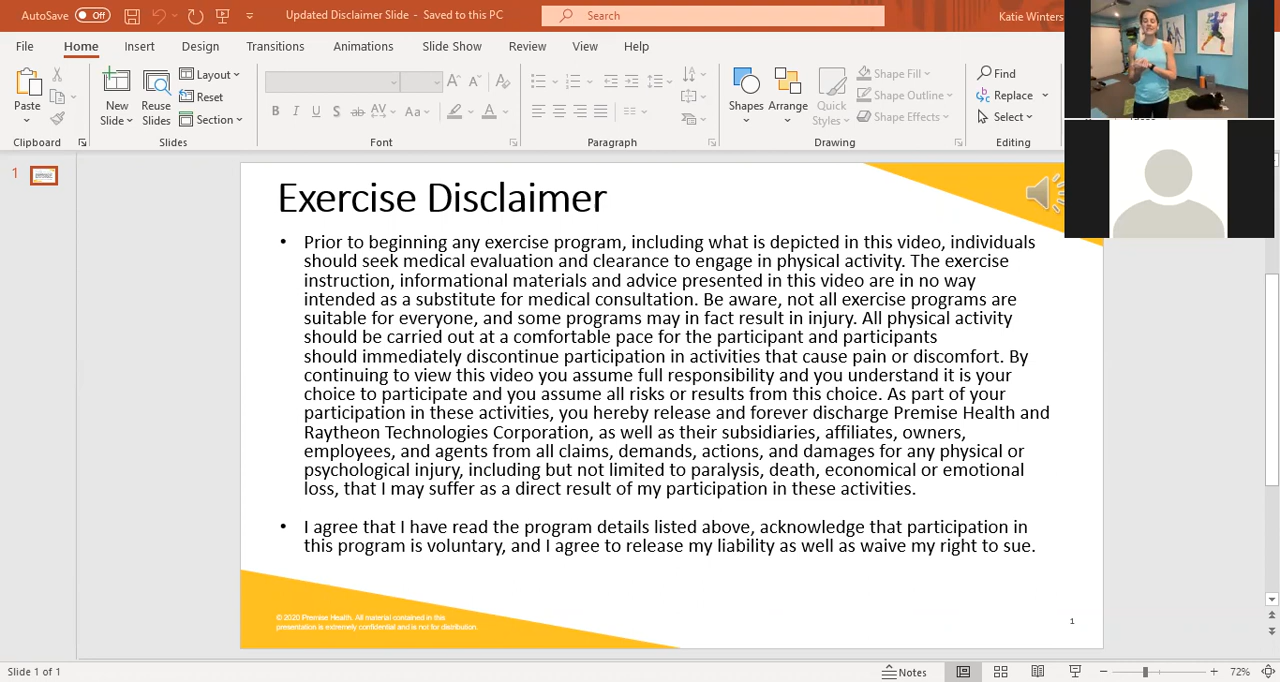 AutoSave Off Updated Disclaimer Slide - Saved to this PC Search Katie Winters
File Home Insert Design Transitions Animations Slide Show Review View Help
Paste New Slide Reuse Slides Layout Reset Section Shapes Arrange Quick Styles Shape Fill Shape Outline Shape Effects Find Replace Select
Clipboard Slides Font Paragraph Drawing Editing
1
Exercise Disclaimer
• Prior to beginning any exercise program, including what is depicted in this video, individuals
should seek medical evaluation and clearance to engage in physical activity. The exercise
instruction, informational materials and advice presented in this video are in no way
intended as a substitute for medical consultation. Be aware, not all exercise programs are
suitable for everyone, and some programs may in fact result in injury. All physical activity
should be carried out at a comfortable pace for the participant and participants
should immediately discontinue participation in activities that cause pain or discomfort. By
continuing to view this video you assume full responsibility and you understand it is your
choice to participate and you assume all risks or results from this choice. As part of your
participation in these activities, you hereby release and forever discharge Premise Health and
Raytheon Technologies Corporation, as well as their subsidiaries, affiliates, owners,
employees, and agents from all claims, demands, actions, and damages for any physical or
psychological injury, including but not limited to paralysis, death, economical or emotional
loss, that I may suffer as a direct result of my participation in these activities.
• I agree that I have read the program details listed above, acknowledge that participation in
this program is voluntary, and I agree to release my liability as well as waive my right to sue.
© 2020 Premise Health. All material contained in this
presentation is extremely confidential and is not for distribution.
1
Slide 1 of 1 Notes 72%